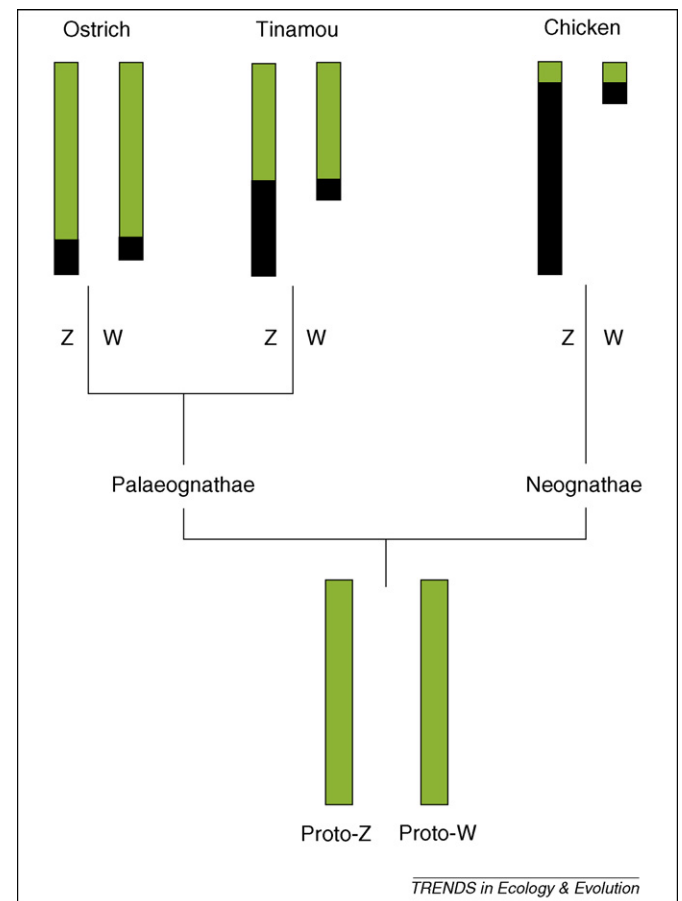 Ostrich Tinamou Chicken
Z W Z W Z W
Palaeognathae Neognathae
Proto-Z Proto-W
TRENDS in Ecology & Evolution